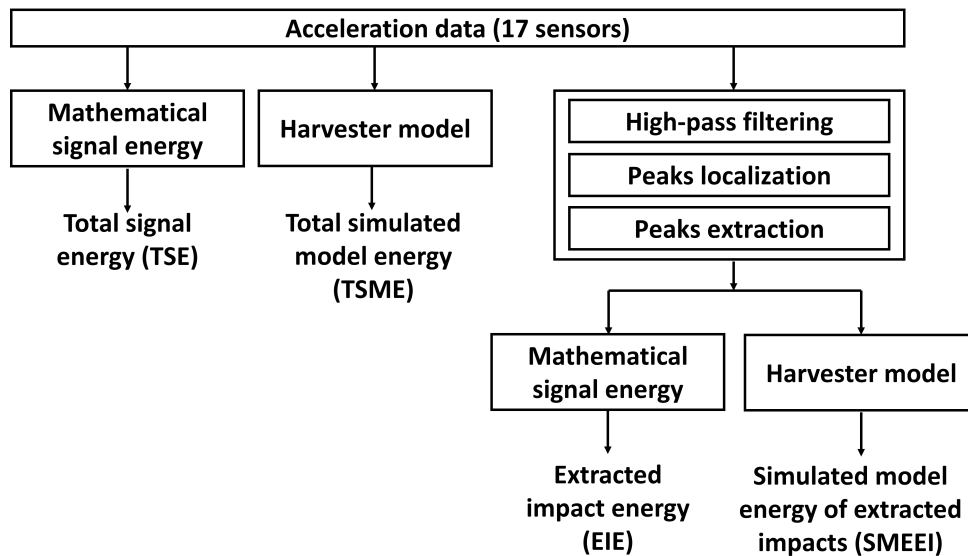 Acceleration data (17 sensors)
Mathematical
signal energy
Harvester model
High-pass filtering
Peaks localization
Peaks extraction
Total signal
energy (TSE)
Total simulated
model energy
(TSME)
Mathematical
signal energy
Harvester model
Extracted
impact energy
(EIE)
Simulated model
energy of extracted
impacts (SMEEI)